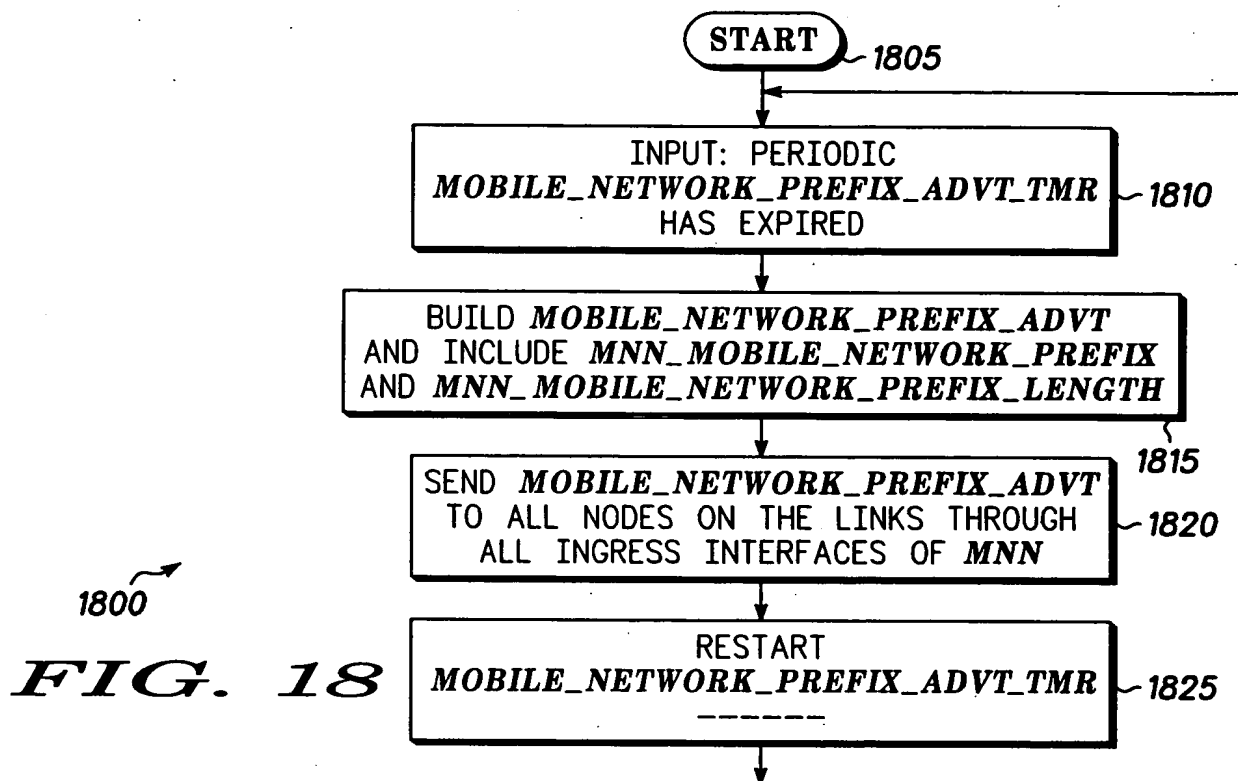 START
1805
INPUT: PERIODIC
MOBILE_NETWORK_PREFIX_ADVT_TMR
HAS EXPIRED
1810
BUILD MOBILE_NETWORK_PREFIX_ADVT
AND INCLUDE MNN_MOBILE_NETWORK_PREFIX
AND MNN_MOBILE_NETWORK_PREFIX_LENGTH
1815
SEND MOBILE_NETWORK_PREFIX_ADVT
TO ALL NODES ON THE LINKS THROUGH
ALL INGRESS INTERFACES OF MNN
1820
1800
FIG. 18
RESTART
MOBILE_NETWORK_PREFIX_ADVT_TMR
------
1825